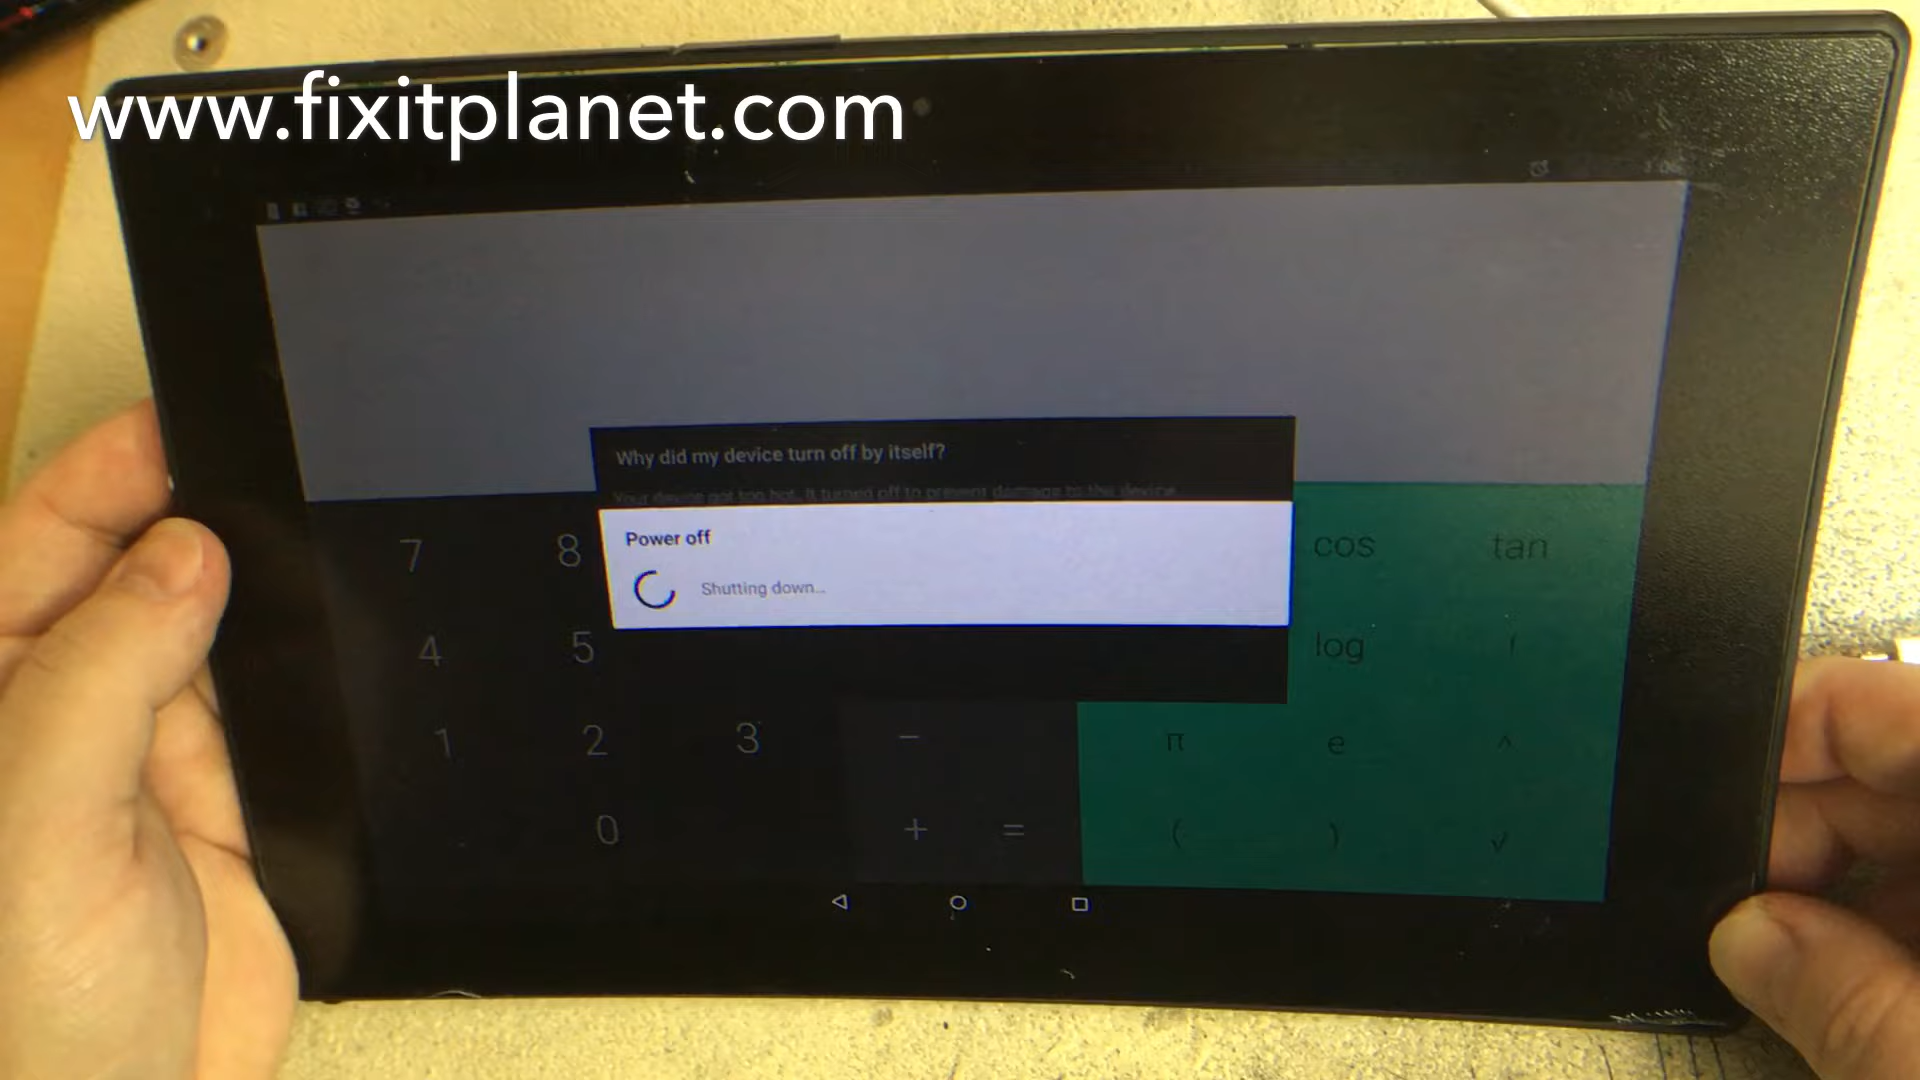 www.fixitplanet.com
Why did my device turn off by itself?
Your device got too hot. It turned off to prevent damage to the device
Power off
Shutting down...
7 8 cos tan
4 5 log !
1 2 3 − π e ^
0 + = ( ) √